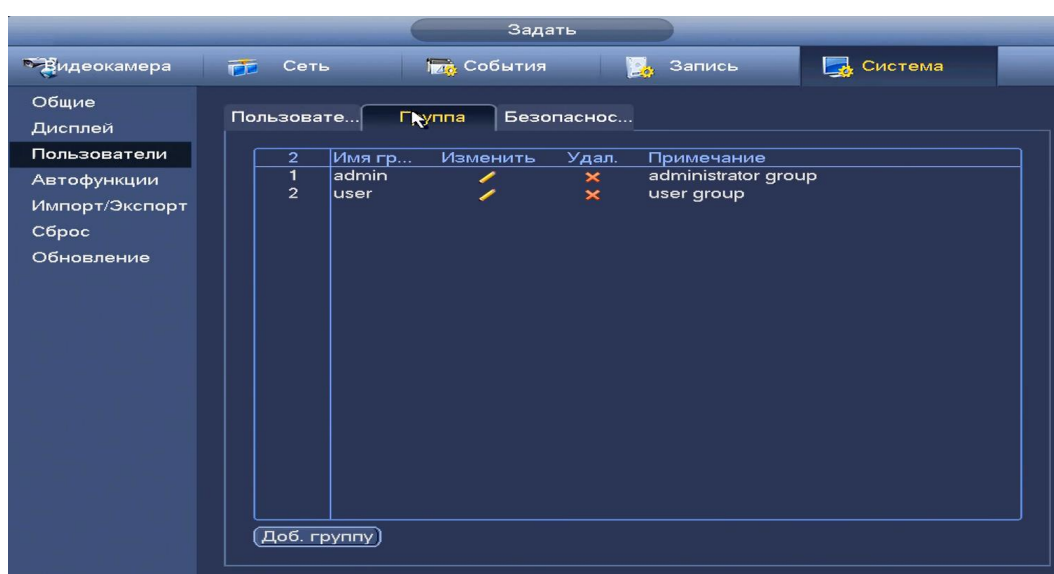 Задать
Видеокамера Сеть События Запись Система
Общие
Дисплей
Пользователи
Автофункции
Импорт/Экспорт
Сброс
Обновление
Пользовате... Группа Безопаснос...
2 Имя гр... Изменить Удал. Примечание
1 admin administrator group
2 user user group
Доб. группу